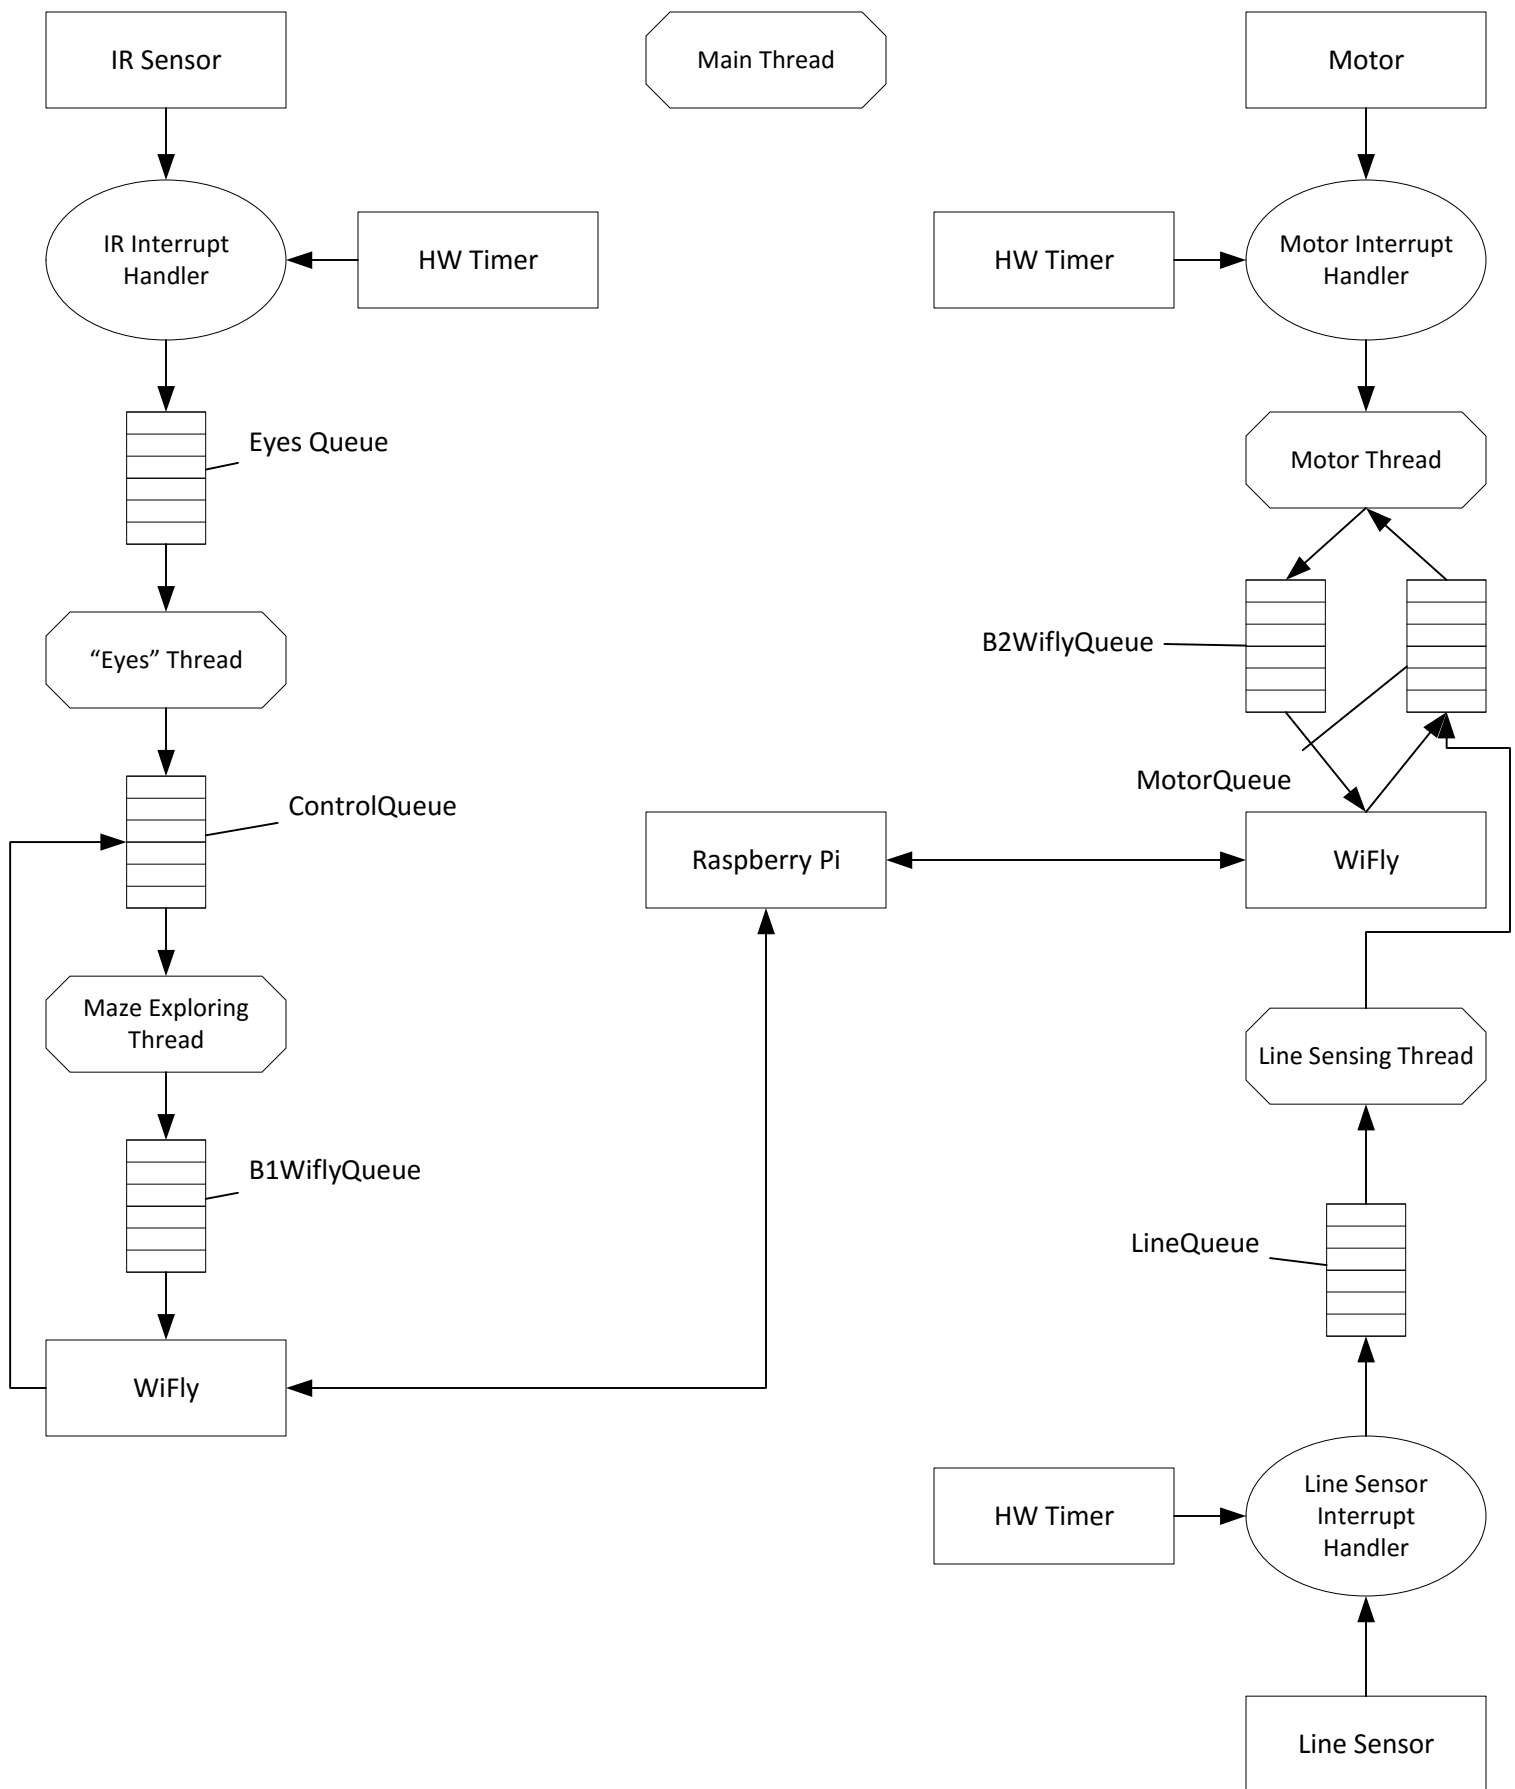 IR Sensor
Main Thread
Motor
IR Interrupt
Handler
HW Timer
HW Timer
Motor Interrupt
Handler
Eyes Queue
Motor Thread
“Eyes” Thread
B2WiflyQueue
MotorQueue
ControlQueue
Raspberry Pi
WiFly
Maze Exploring
Thread
Line Sensing Thread
B1WiflyQueue
LineQueue
WiFly
HW Timer
Line Sensor
Interrupt
Handler
Line Sensor